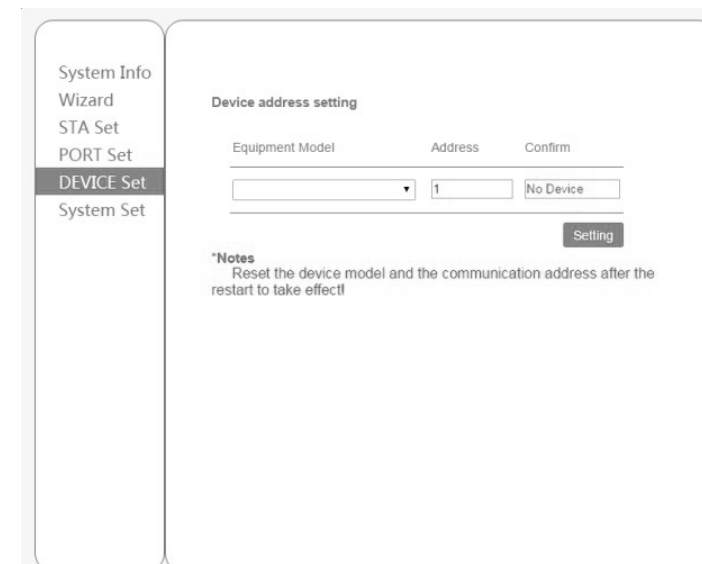 System Info
Wizard
STA Set
PORT Set
DEVICE Set
System Set
Device address setting
Equipment Model Address Confirm
1 No Device
Setting
*Notes
Reset the device model and the communication address after the
restart to take effect!